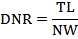 DNR = TL
NW